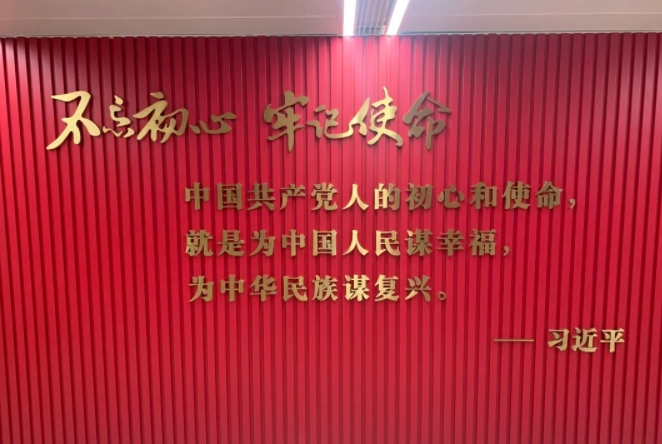 不忘初心 牢记使命
中国共产党人的初心和使命，
就是为中国人民谋幸福，
为中华民族谋复兴。
—— 习近平